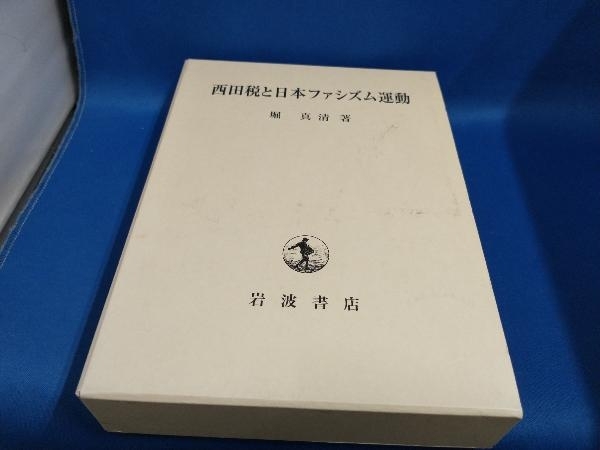 西田税と日本ファシズム運動
堀 真清 著
岩波書店